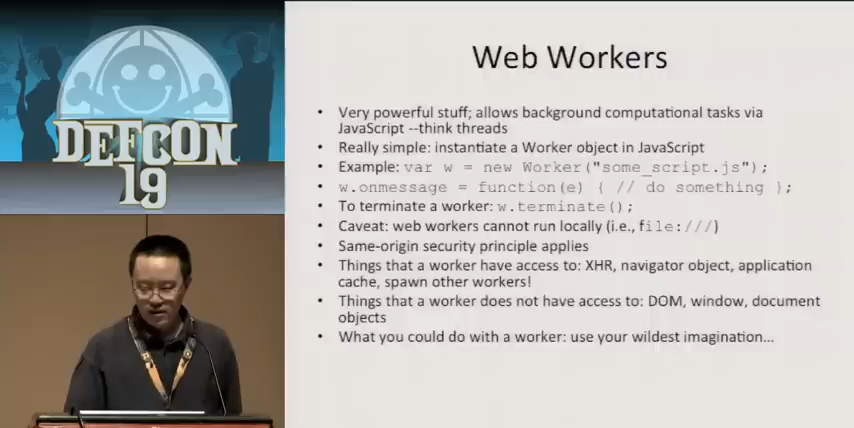 DEFCON
19
Web Workers
• Very powerful stuff; allows background computational tasks via
JavaScript --think threads
• Really simple: instantiate a Worker object in JavaScript
• Example: var w = new Worker("some_script.js");
• w.onmessage = function(e) { // do something };
• To terminate a worker: w.terminate();
• Caveat: web workers cannot run locally (i.e., file:///)
• Same-origin security principle applies
• Things that a worker have access to: XHR, navigator object, application
cache, spawn other workers!
• Things that a worker does not have access to: DOM, window, document
objects
• What you could do with a worker: use your wildest imagination...